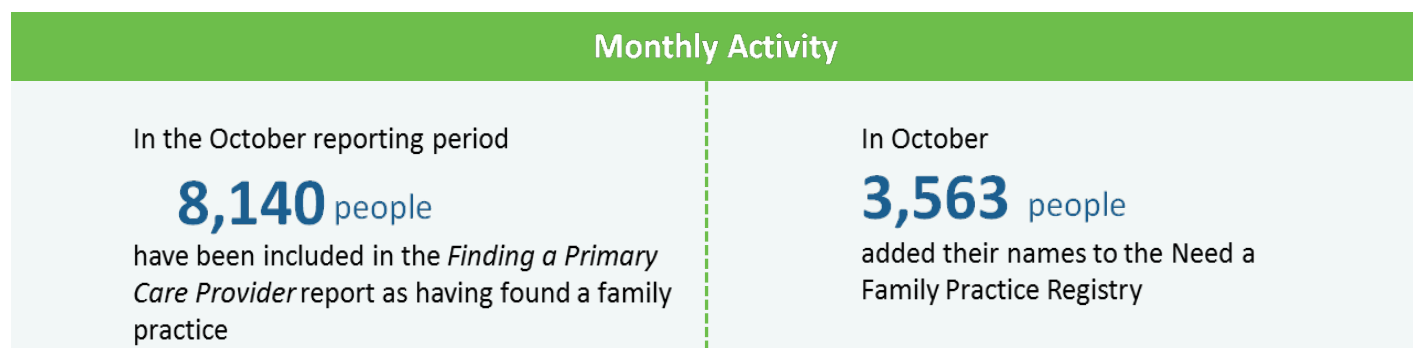 Monthly Activity
In the October reporting period
8,140 people
have been included in the Finding a Primary
Care Provider report as having found a family
practice
In October
3,563 people
added their names to the Need a
Family Practice Registry